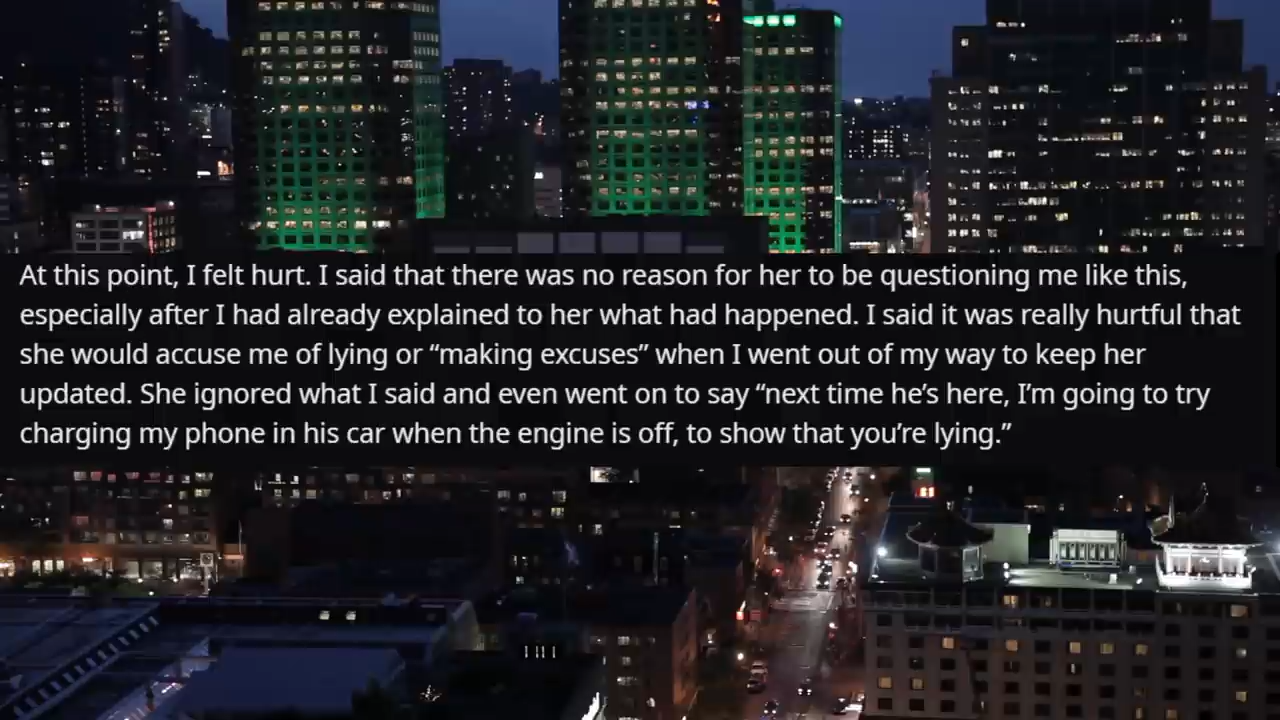 At this point, I felt hurt. I said that there was no reason for her to be questioning me like this,
especially after I had already explained to her what had happened. I said it was really hurtful that
she would accuse me of lying or “making excuses” when I went out of my way to keep her
updated. She ignored what I said and even went on to say “next time he’s here, I’m going to try
charging my phone in his car when the engine is off, to show that you’re lying.”